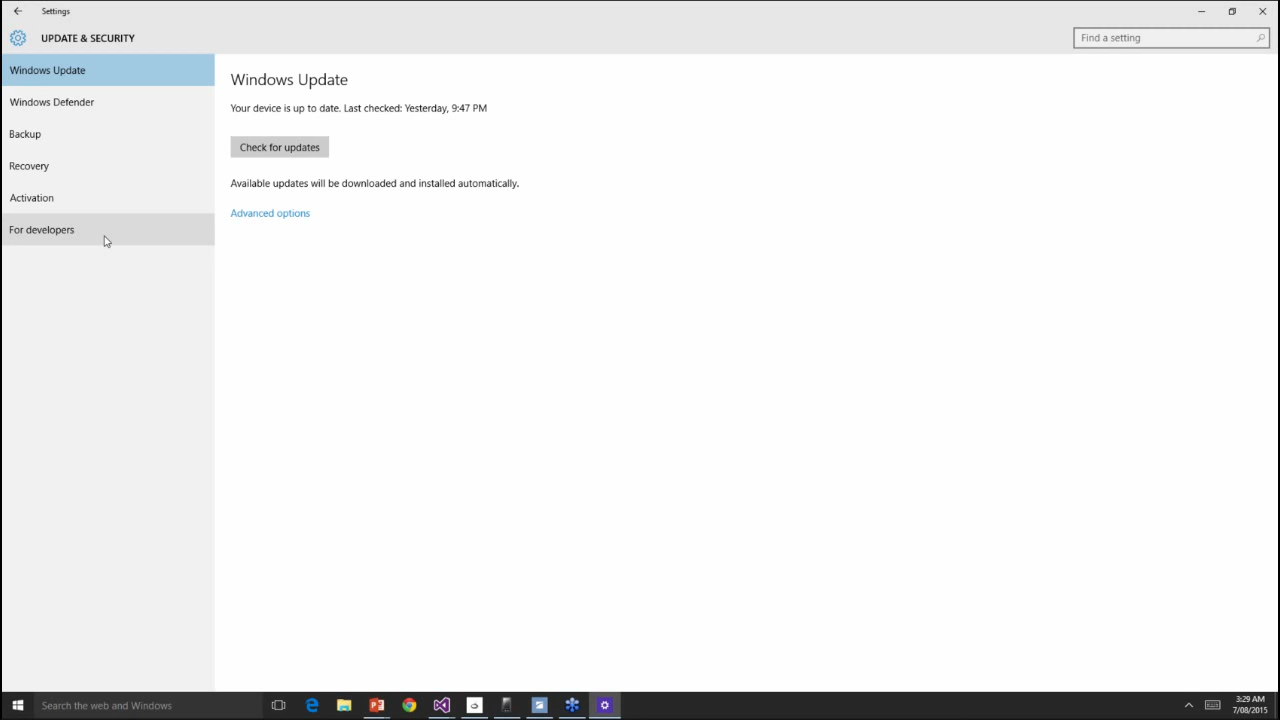 Settings
UPDATE & SECURITY
Find a setting
Windows Update
Windows Defender
Backup
Recovery
Activation
For developers
Windows Update
Your device is up to date. Last checked: Yesterday, 9:47 PM
Check for updates
Available updates will be downloaded and installed automatically.
Advanced options
Search the web and Windows
3:29 AM
7/08/2015